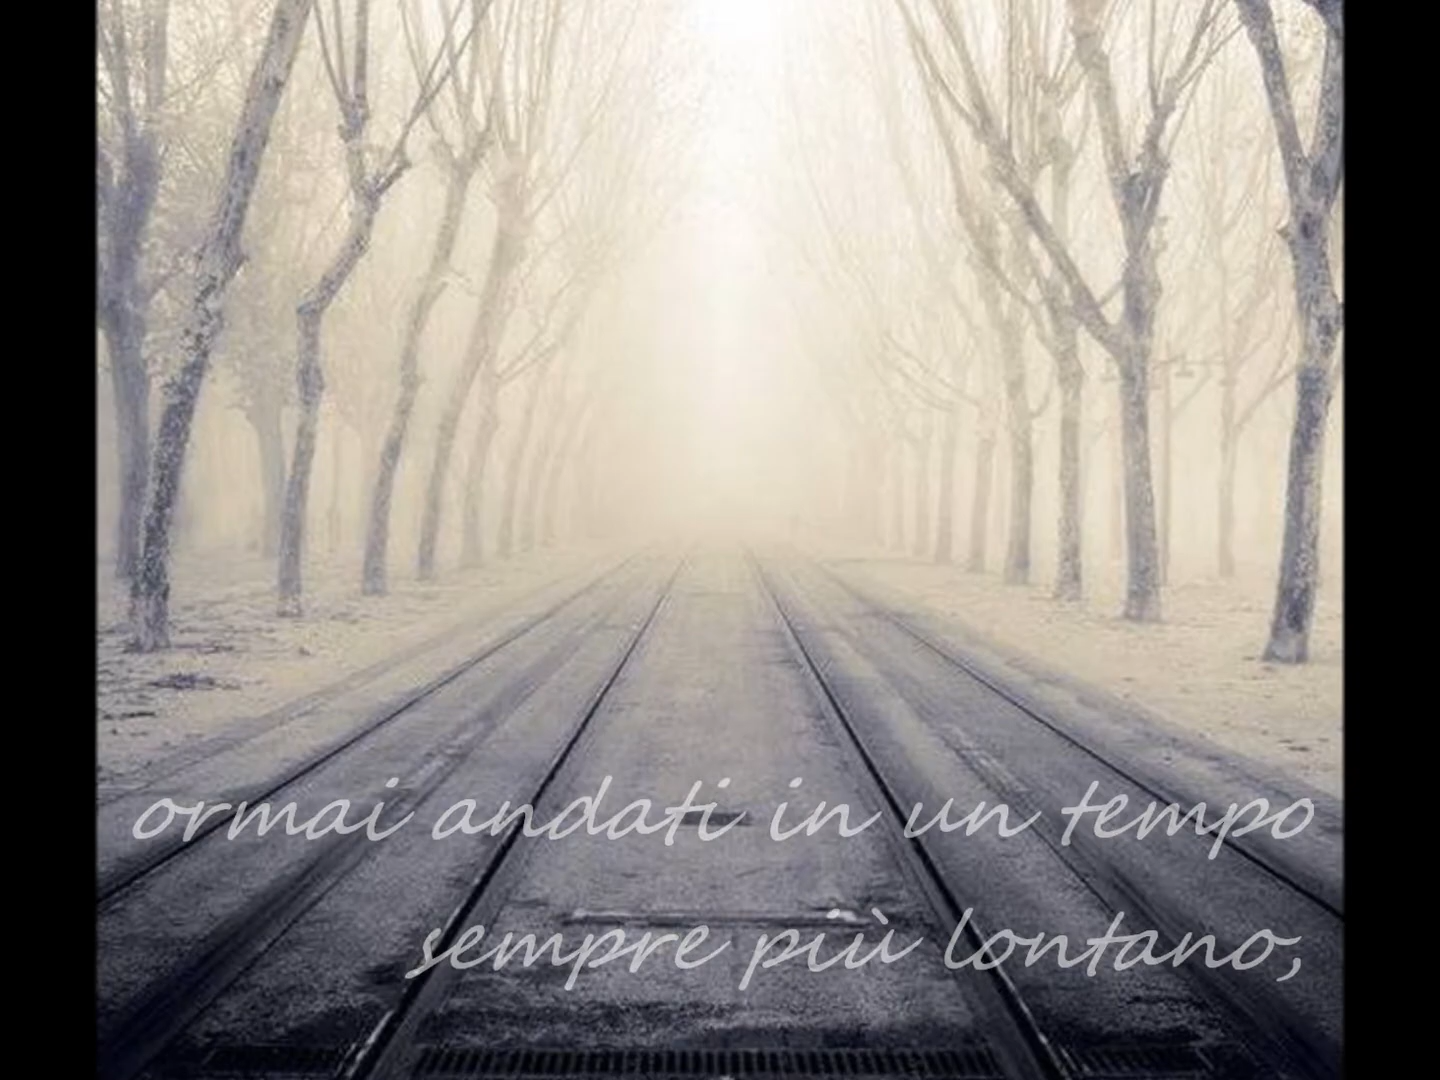 ormai andati in un tempo
sempre più lontano,